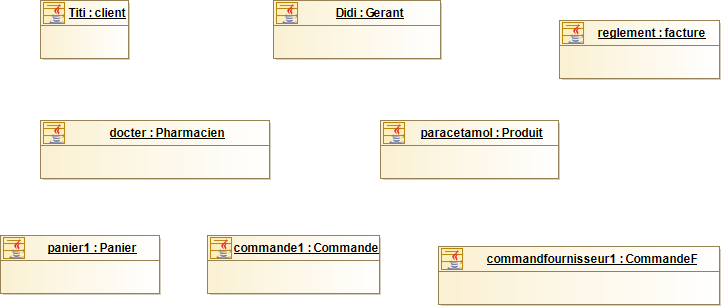 Titi : client
Didi : Gerant
reglement : facture
docter : Pharmacien
paracetamol : Produit
panier1 : Panier
commande1 : Commande
commandfournisseur1 : CommandeF